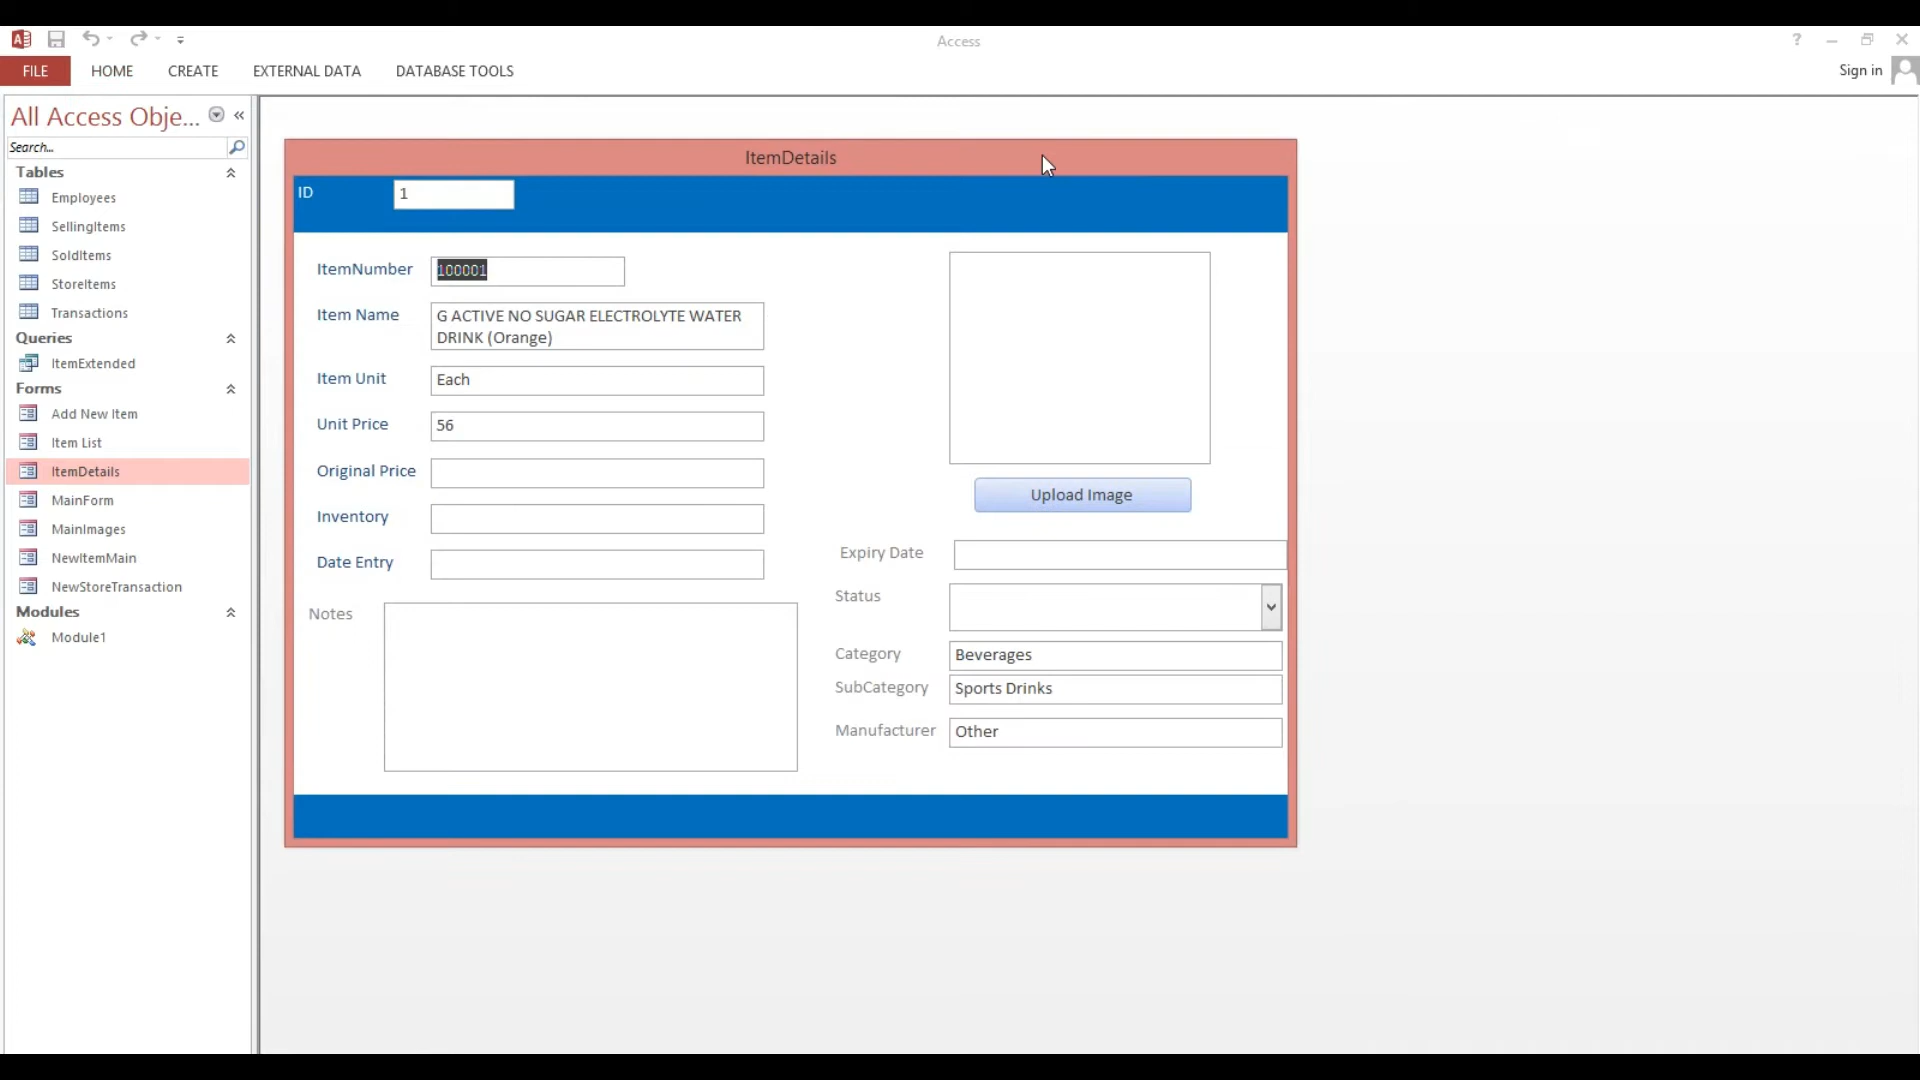 Access
?
FILE
HOME
CREATE
EXTERNAL DATA
DATABASE TOOLS
Sign in
All Access Obje...
Search...
Tables
Employees
SellingItems
SoldItems
StoreItems
Transactions
Queries
ItemExtended
Forms
Add New Item
Item List
ItemDetails
MainForm
MainImages
NewItemMain
NewStoreTransaction
Modules
Module1
ItemDetails
ID 1
ItemNumber 100001
Item Name G ACTIVE NO SUGAR ELECTROLYTE WATER
DRINK (Orange)
Item Unit Each
Unit Price 56
Original Price
Inventory
Date Entry
Notes
Upload Image
Expiry Date
Status
Category Beverages
SubCategory Sports Drinks
Manufacturer Other